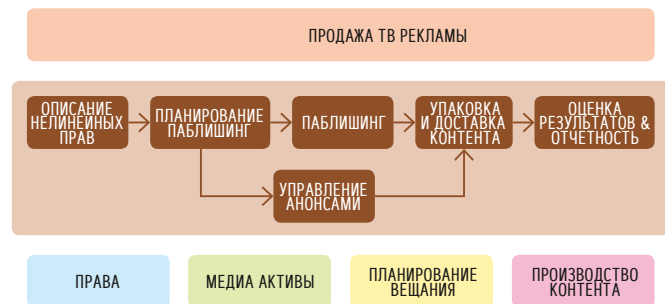 ПРОДАЖА ТВ РЕКЛАМЫ
ОПИСАНИЕ
НЕЛИНЕЙНЫХ
ПРАВ
ПЛАНИРОВАНИЕ
ПАБЛИШИНГ
ПАБЛИШИНГ
УПАКОВКА
И ДОСТАВКА
КОНТЕНТА
ОЦЕНКА
РЕЗУЛЬТАТОВ &
ОТЧЕТНОСТЬ
УПРАВЛЕНИЕ
АНОНСАМИ
ПРАВА
МЕДИА АКТИВЫ
ПЛАНИРОВАНИЕ
ВЕЩАНИЯ
ПРОИЗВОДСТВО
КОНТЕНТА